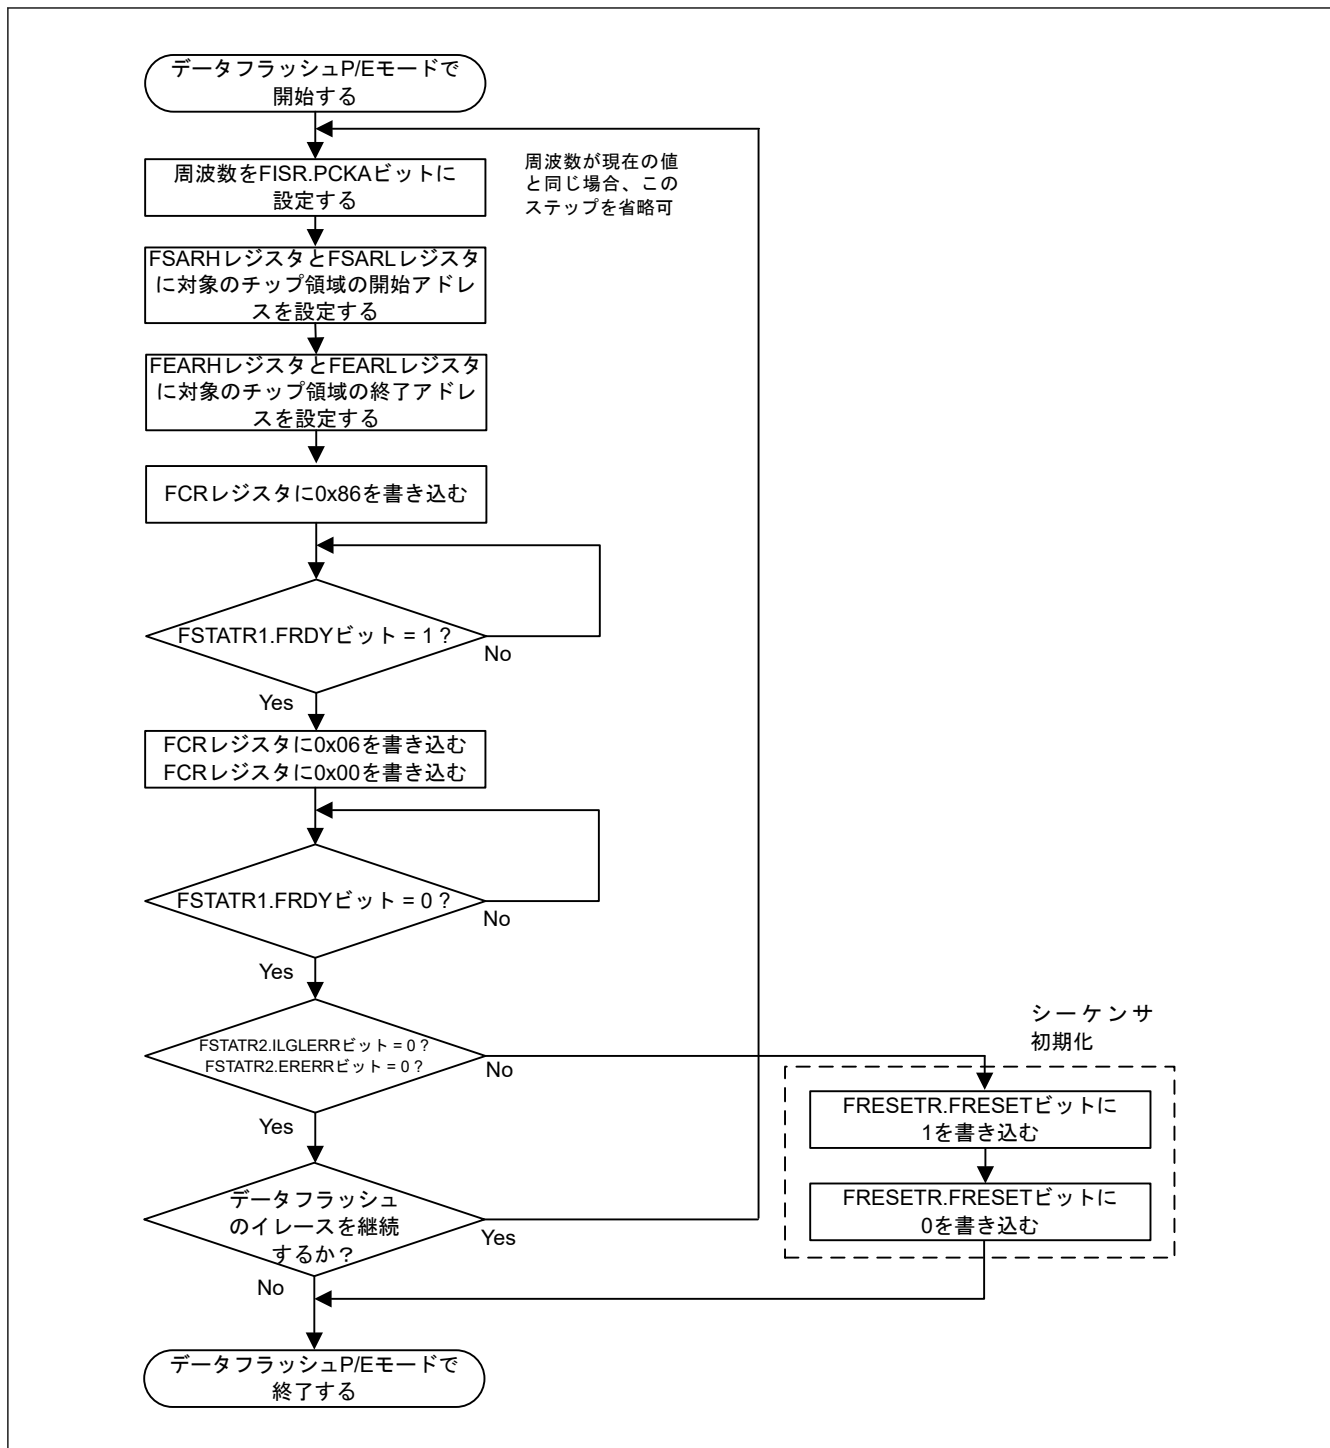 データフラッシュP/Eモードで
開始する
周波数をFISR.PCKAビットに
設定する
周波数が現在の値
と同じ場合、この
ステップを省略可
FSARHレジスタとFSARLレジスタ
に対象のチップ領域の開始アドレ
スを設定する
FEARHレジスタとFEARLレジスタ
に対象のチップ領域の終了アドレ
スを設定する
FCRレジスタに0x86を書き込む
FSTATR1.FRDYビット = 1 ?
No
Yes
FCRレジスタに0x06を書き込む
FCRレジスタに0x00を書き込む
FSTATR1.FRDYビット = 0 ?
No
Yes
FSTATR2.ILGLERRビット = 0 ?
FSTATR2.ERERRビット = 0 ?
No
Yes
シーケンサ
初期化
FRESETR.FRESETビットに
1を書き込む
FRESETR.FRESETビットに
0を書き込む
データフラッシュ
のイレースを継続
するか？
Yes
No
データフラッシュP/Eモードで
終了する